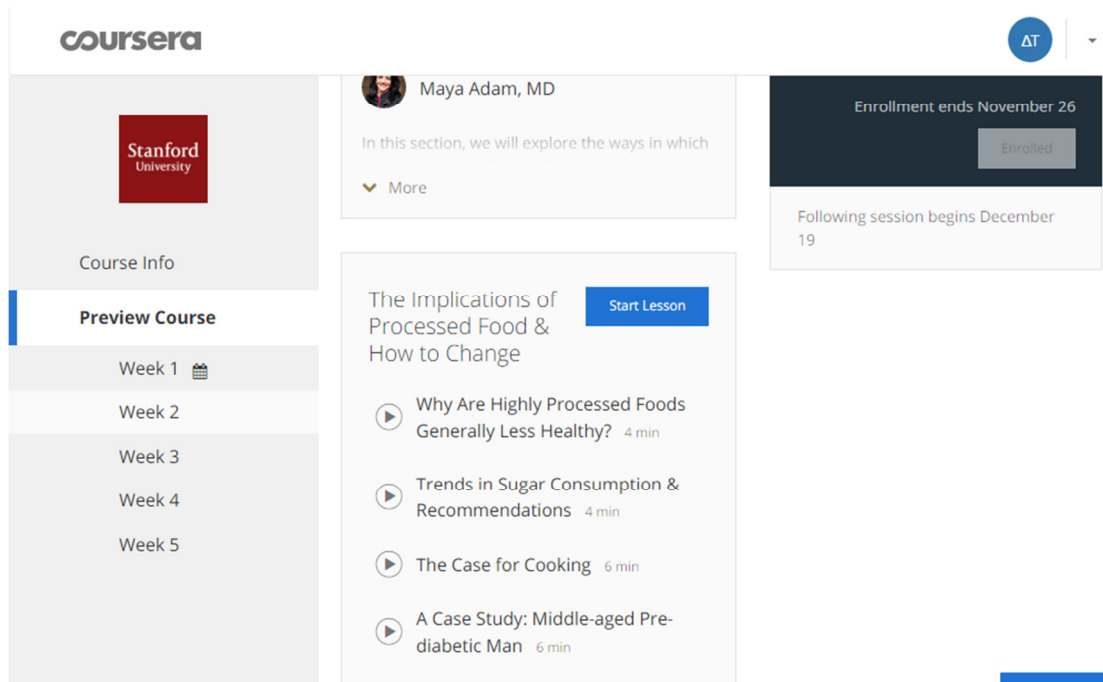 coursera
ΔΤ
Stanford
University
Course Info
Preview Course
Week 1
Week 2
Week 3
Week 4
Week 5
Maya Adam, MD
In this section, we will explore the ways in which
More
The Implications of
Processed Food &
How to Change
Start Lesson
Why Are Highly Processed Foods
Generally Less Healthy? 4 min
Trends in Sugar Consumption &
Recommendations 4 min
The Case for Cooking 6 min
A Case Study: Middle-aged Pre-
diabetic Man 6 min
Enrollment ends November 26
Enrolled
Following session begins December
19